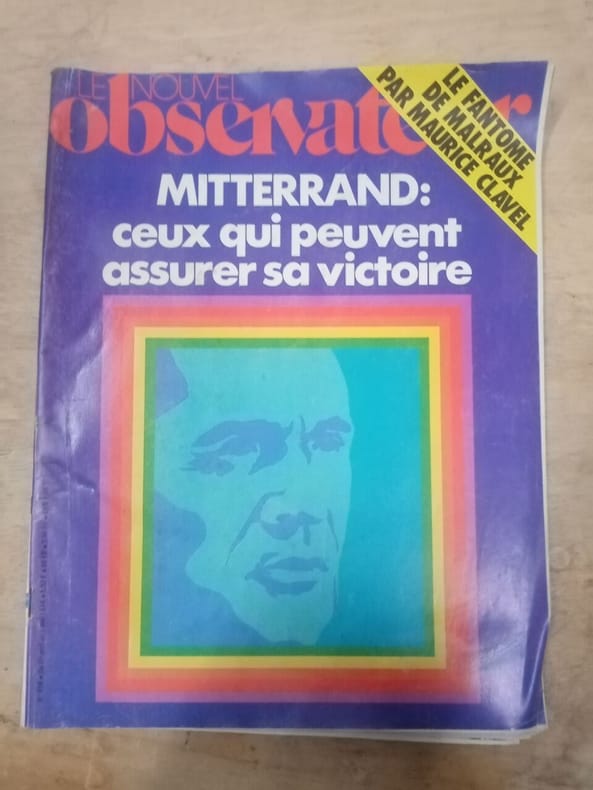 LE NOUVEL
observateur
LE FANTOME
DE MALRAUX
PAR MAURICE CLAVEL
MITTERRAND:
ceux qui peuvent
assurer sa victoire